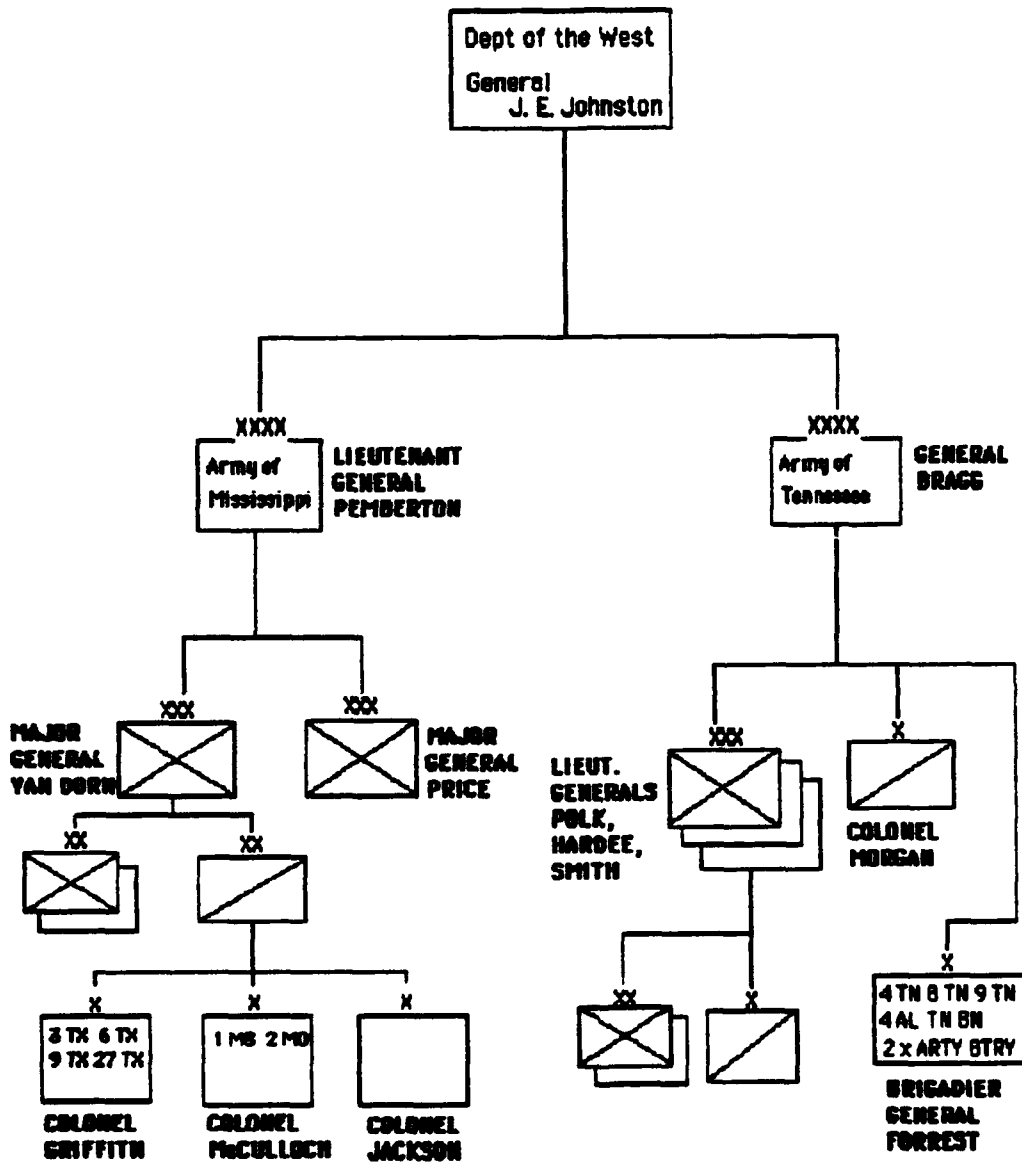 Dept of the West
General
J. E. Johnston
XXXX
Army of
Mississippi
LIEUTENANT
GENERAL
PEMBERTON
XXXX
Army of
Tennessee
GENERAL
BRAGG
XXX
MAJOR
GENERAL
VAN DORN
XXX
MAJOR
GENERAL
PRICE
XXX
LIEUT.
GENERALS
POLK,
HARDEE,
SMITH
X
COLONEL
MORGAN
XX
XX
X
3 TX 6 TX
9 TX 27 TX
COLONEL
GRIFFITH
X
1 MS 2 MO
COLONEL
McCULLOCH
X
COLONEL
JACKSON
XX
X
X
4 TN 8 TN 9 TN
4 AL TN BN
2 x ARTY BTRY
BRIGADIER
GENERAL
FORREST